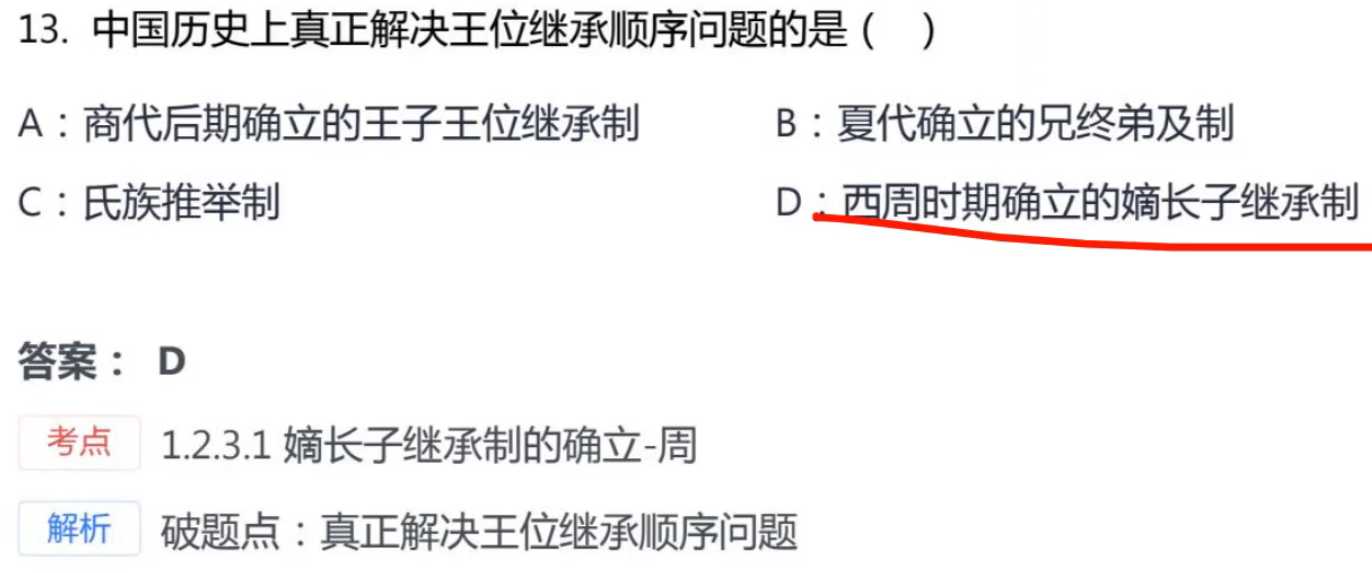 13. 中国历史上真正解决王位继承顺序问题的是（ ）
A：商代后期确立的王子王位继承制 B：夏代确立的兄终弟及制
C：氏族推举制 D：西周时期确立的嫡长子继承制
答案： D
考点 1.2.3.1 嫡长子继承制的确立-周
解析 破题点：真正解决王位继承顺序问题